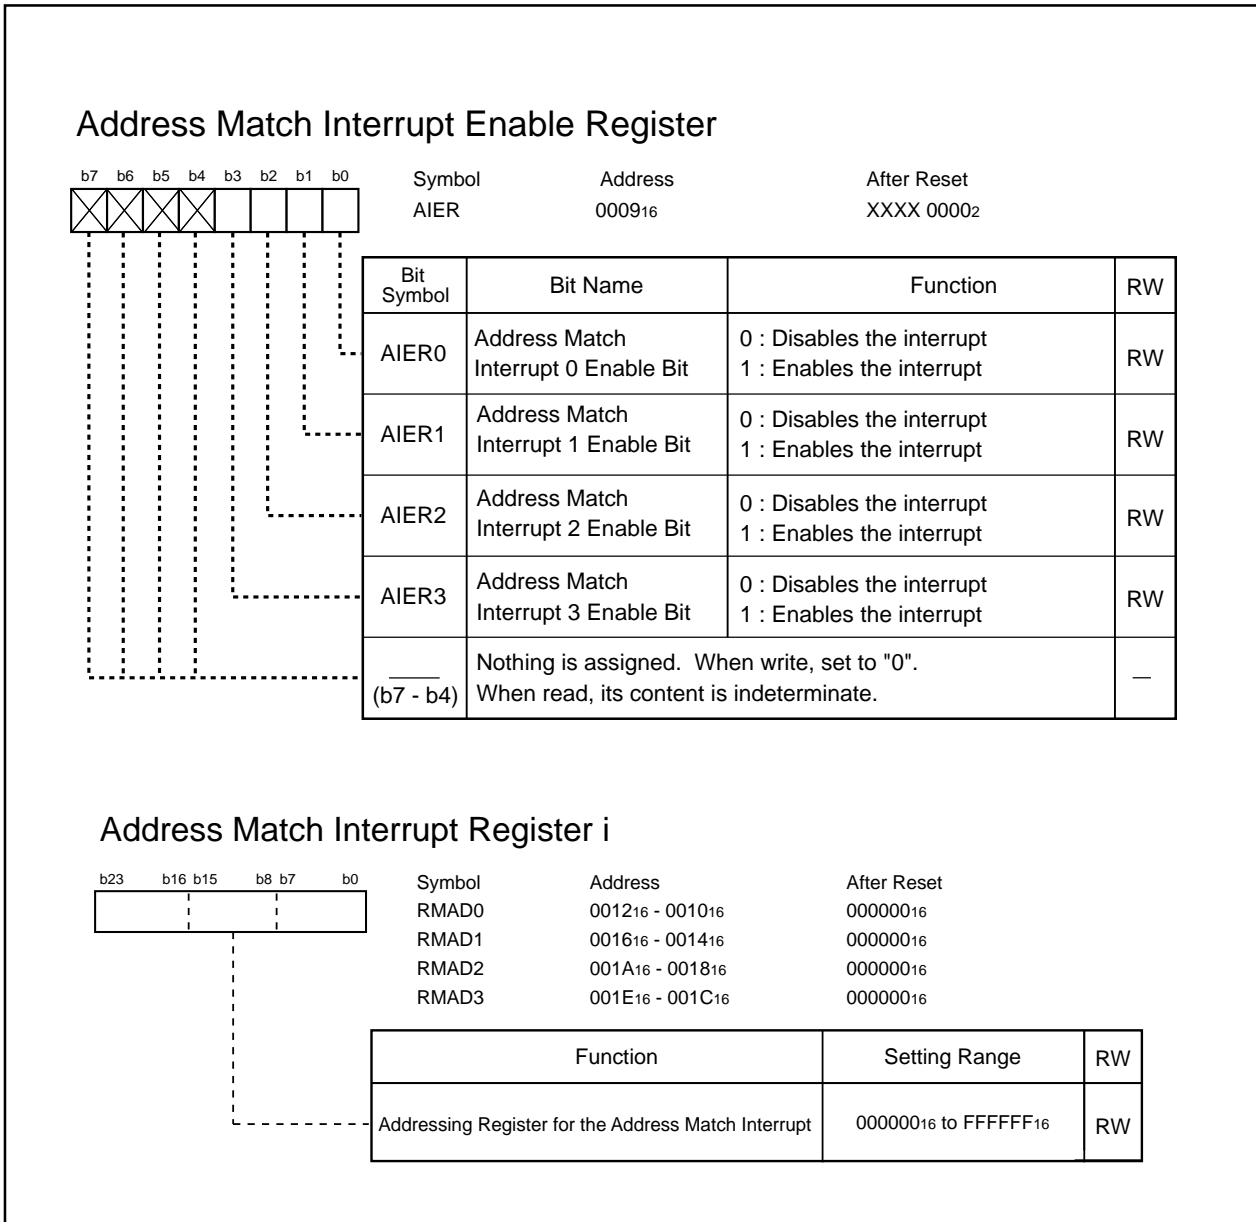 Address Match Interrupt Enable Register
b7 b6 b5 b4 b3 b2 b1 b0
Symbol Address After Reset
AIER 000916 XXXX 00002
Bit Symbol Bit Name Function RW
AIER0 Address Match Interrupt 0 Enable Bit 0 : Disables the interrupt 1 : Enables the interrupt RW
AIER1 Address Match Interrupt 1 Enable Bit 0 : Disables the interrupt 1 : Enables the interrupt RW
AIER2 Address Match Interrupt 2 Enable Bit 0 : Disables the interrupt 1 : Enables the interrupt RW
AIER3 Address Match Interrupt 3 Enable Bit 0 : Disables the interrupt 1 : Enables the interrupt RW
Nothing is assigned. When write, set to "0". —
(b7 - b4) When read, its content is indeterminate.
Address Match Interrupt Register i
b23 b16 b15 b8 b7 b0
Symbol Address After Reset
RMAD0 001216 - 001016 00000016
RMAD1 001616 - 001416 00000016
RMAD2 001A16 - 001816 00000016
RMAD3 001E16 - 001C16 00000016
Function Setting Range RW
Addressing Register for the Address Match Interrupt 00000016 to FFFFFF16 RW